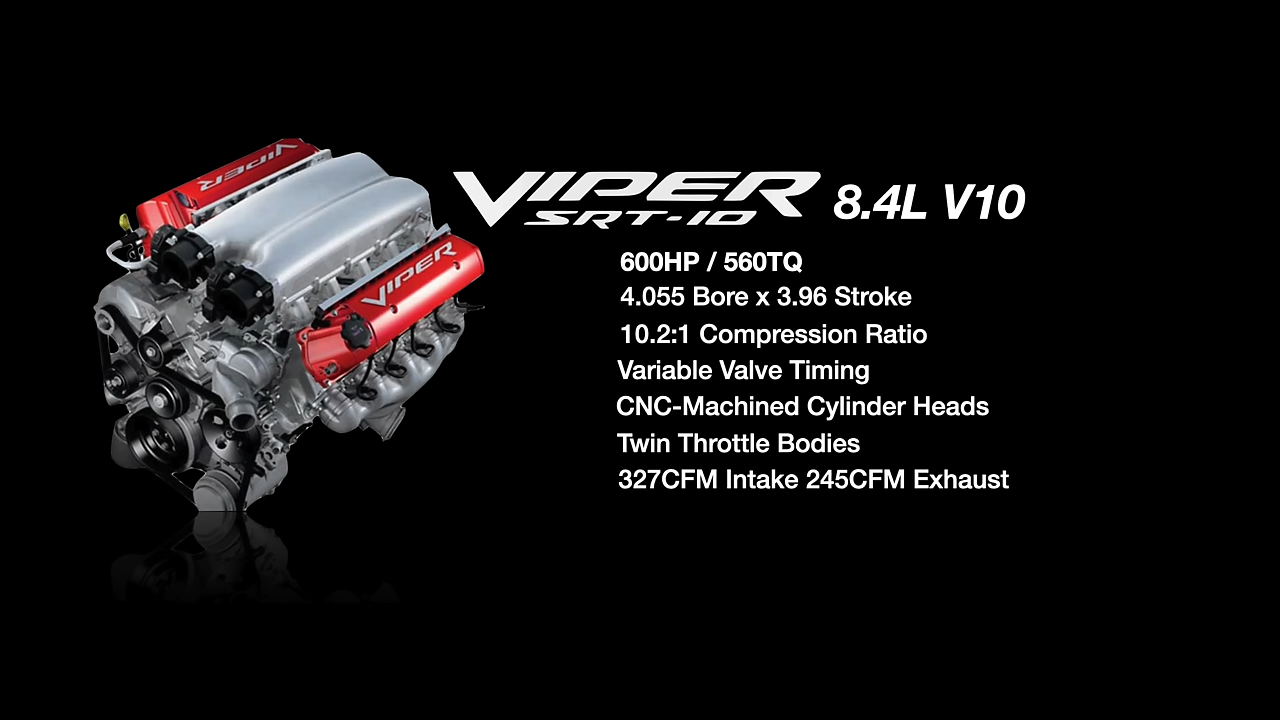 VIPER
VIPER
VIPER 8.4L V10
SRT-10
600HP / 560TQ
4.055 Bore x 3.96 Stroke
10.2:1 Compression Ratio
Variable Valve Timing
CNC-Machined Cylinder Heads
Twin Throttle Bodies
327CFM Intake 245CFM Exhaust